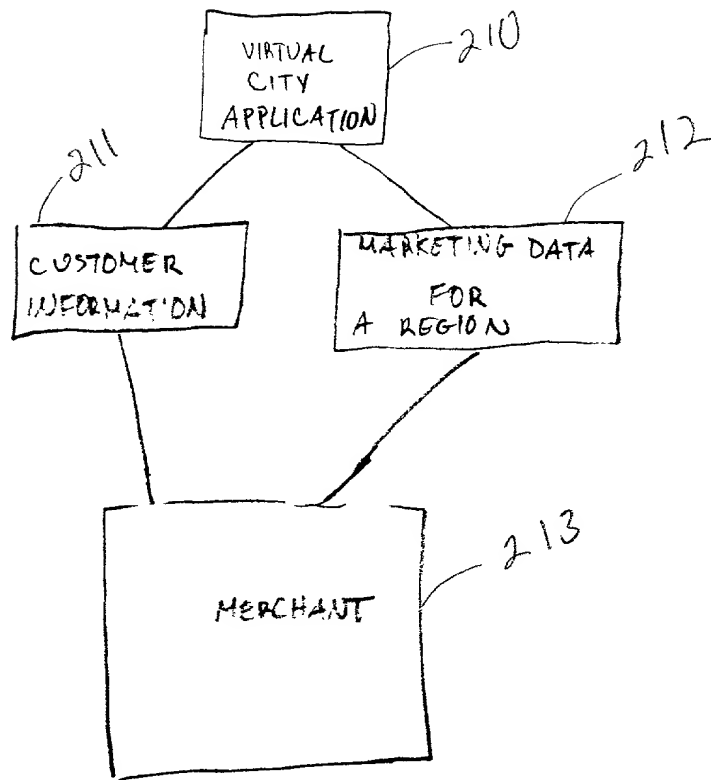 210
VIRTUAL
CITY
APPLICATION
211
212
CUSTOMER
INFORMATION
MARKETING DATA
FOR
A REGION
213
MERCHANT